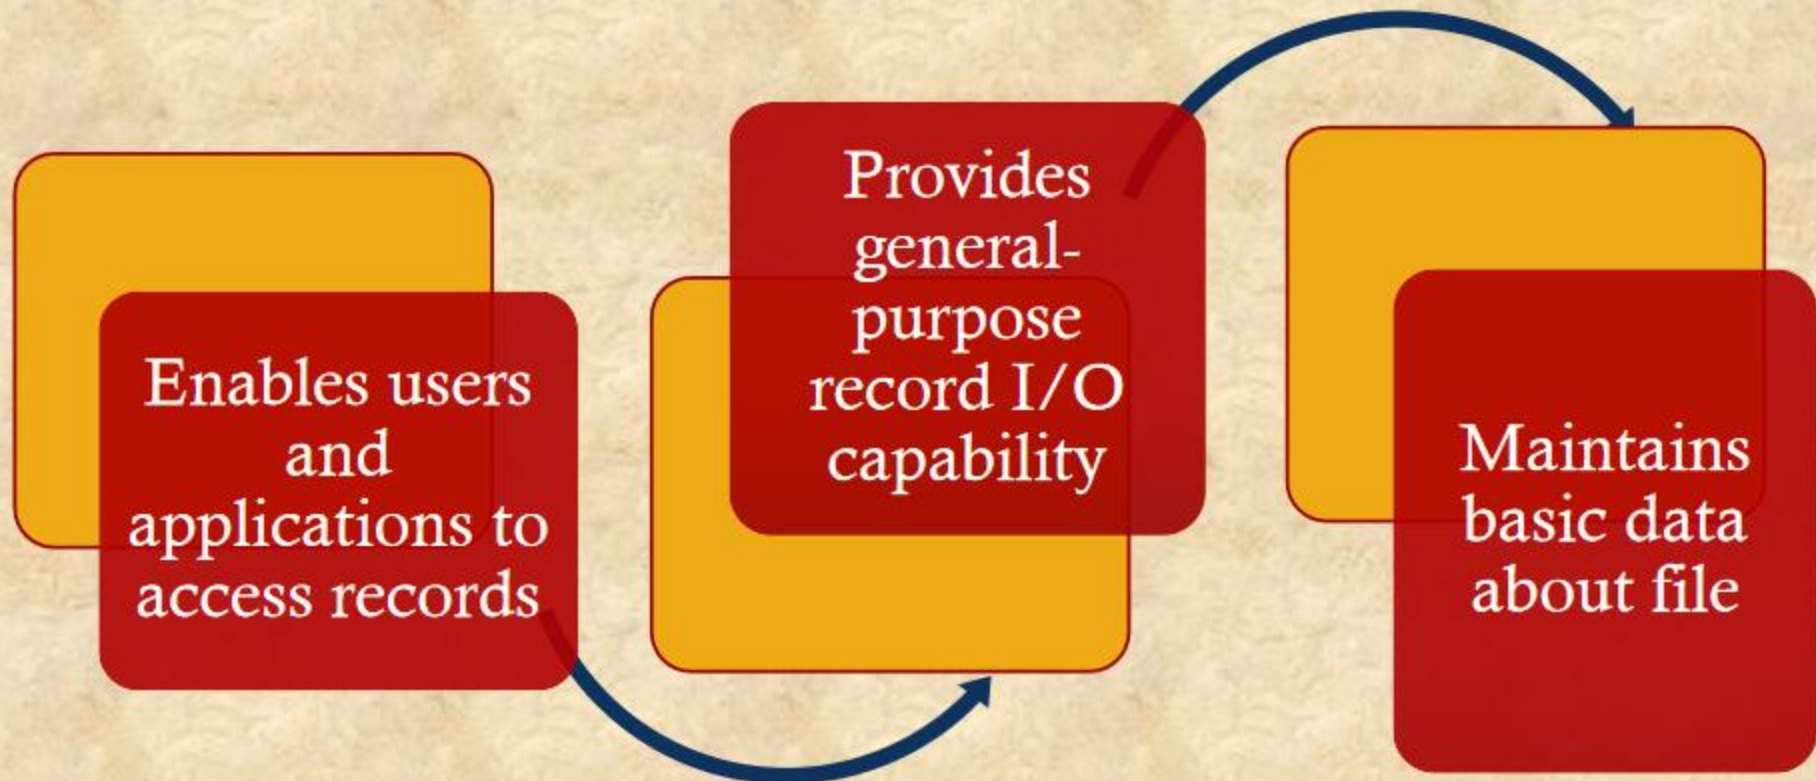 Enables users
and
applications to
access records
Provides
general-
purpose
record I/O
capability
Maintains
basic data
about file